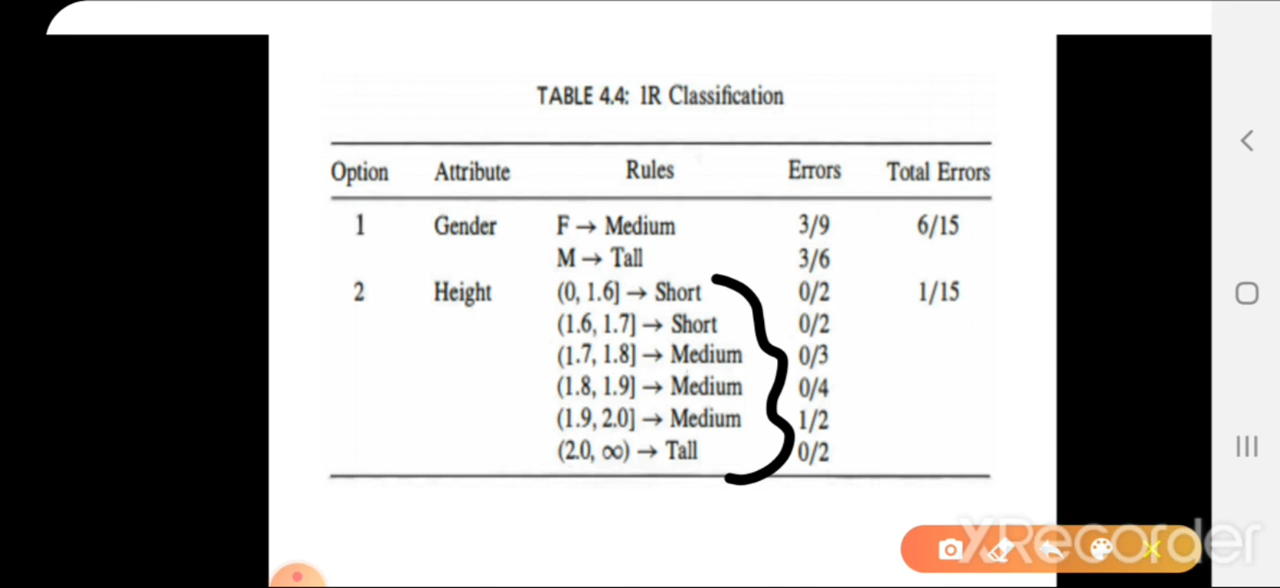 TABLE 4.4: 1R Classification
Option Attribute Rules Errors Total Errors
1 Gender F → Medium 3/9 6/15
M → Tall 3/6
2 Height (0, 1.6] → Short 0/2 1/15
(1.6, 1.7] → Short 0/2
(1.7, 1.8] → Medium 0/3
(1.8, 1.9] → Medium 0/4
(1.9, 2.0] → Medium 1/2
(2.0, ∞) → Tall 0/2
XRecorder